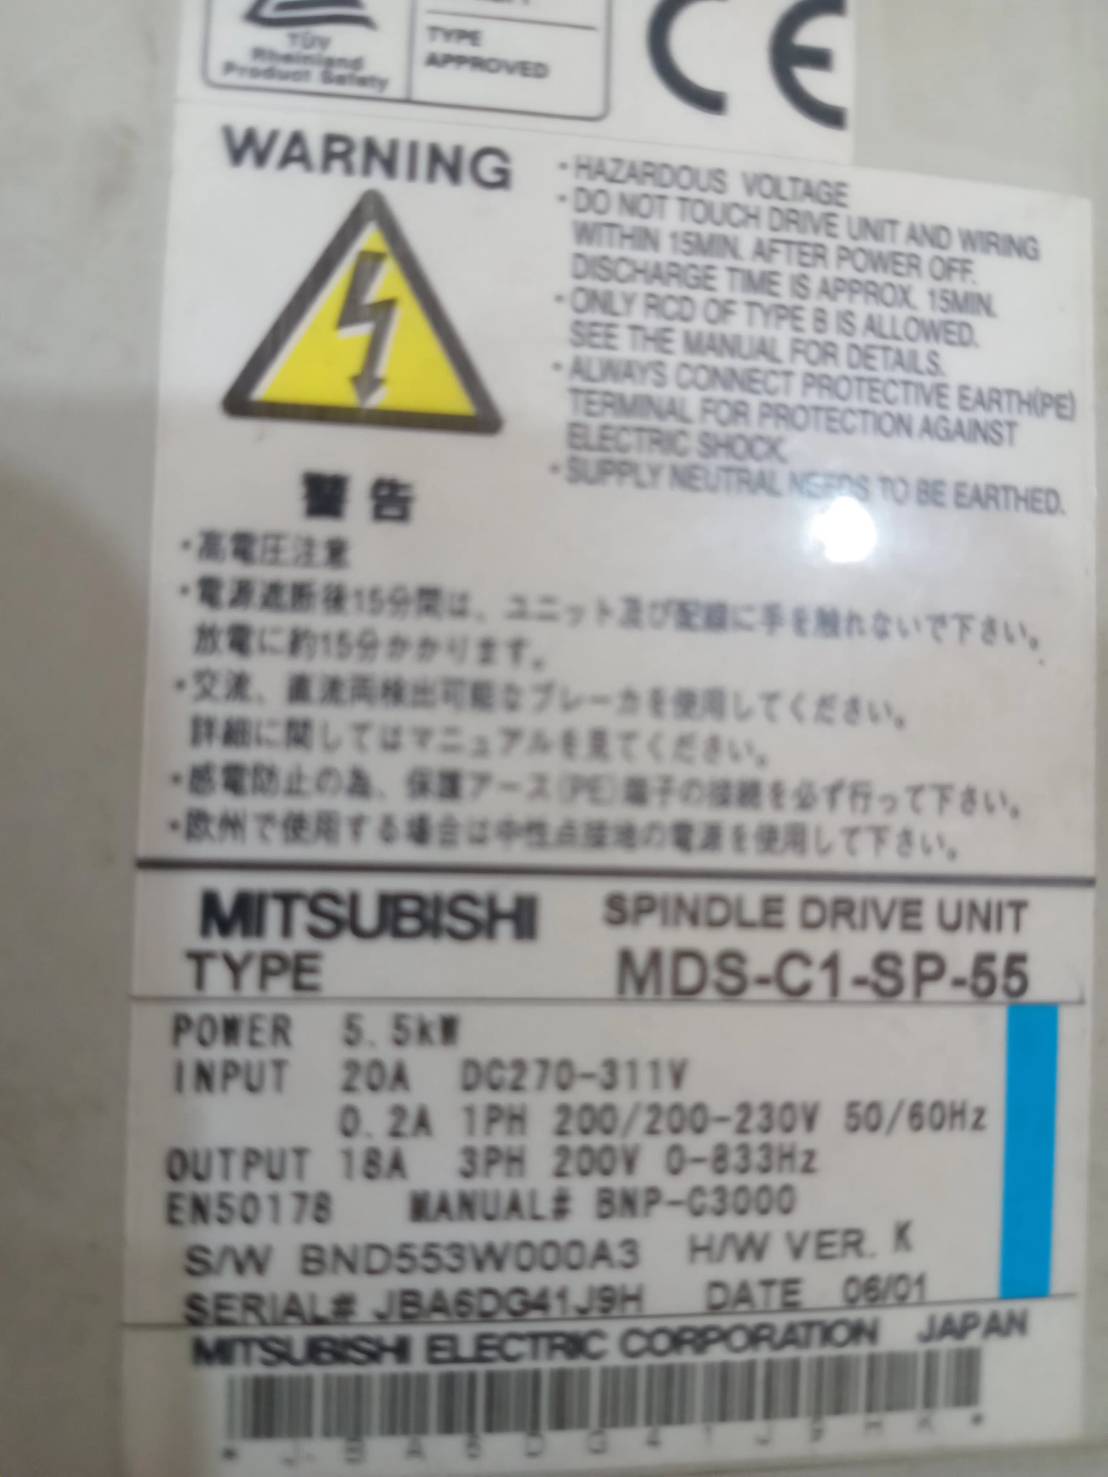 TÜV
Rheinland
Product Safety
TYPE
APPROVED
CE
WARNING
・HAZARDOUS VOLTAGE
・DO NOT TOUCH DRIVE UNIT AND WIRING
WITHIN 15MIN. AFTER POWER OFF.
DISCHARGE TIME IS APPROX. 15MIN.
・ONLY RCD OF TYPE B IS ALLOWED.
SEE THE MANUAL FOR DETAILS.
・ALWAYS CONNECT PROTECTIVE EARTH(PE)
TERMINAL FOR PROTECTION AGAINST
ELECTRIC SHOCK.
・SUPPLY NEUTRAL NEEDS TO BE EARTHED.
警告
・高電圧注意
・電源遮断後15分間は、ユニット及び配線に手を触れないで下さい。
放電に約15分かかります。
・交流、直流両検出可能なブレーカを使用してください。
詳細に関してはマニュアルを見てください。
・感電防止の為、保護アース(PE)端子の接続を必ず行って下さい。
・欧州で使用する場合は中性点接地の電源を使用して下さい。
MITSUBISHI SPINDLE DRIVE UNIT
TYPE MDS-C1-SP-55
POWER 5.5kW
INPUT 20A DC270-311V
0.2A 1PH 200/200-230V 50/60Hz
OUTPUT 18A 3PH 200V 0-833Hz
EN50178 MANUAL# BNP-C3000
S/W BND553W000A3 H/W VER. K
SERIAL# JBA6DG41J9H DATE 06/01
MITSUBISHI ELECTRIC CORPORATION JAPAN
*JBA6DG41J9HK*